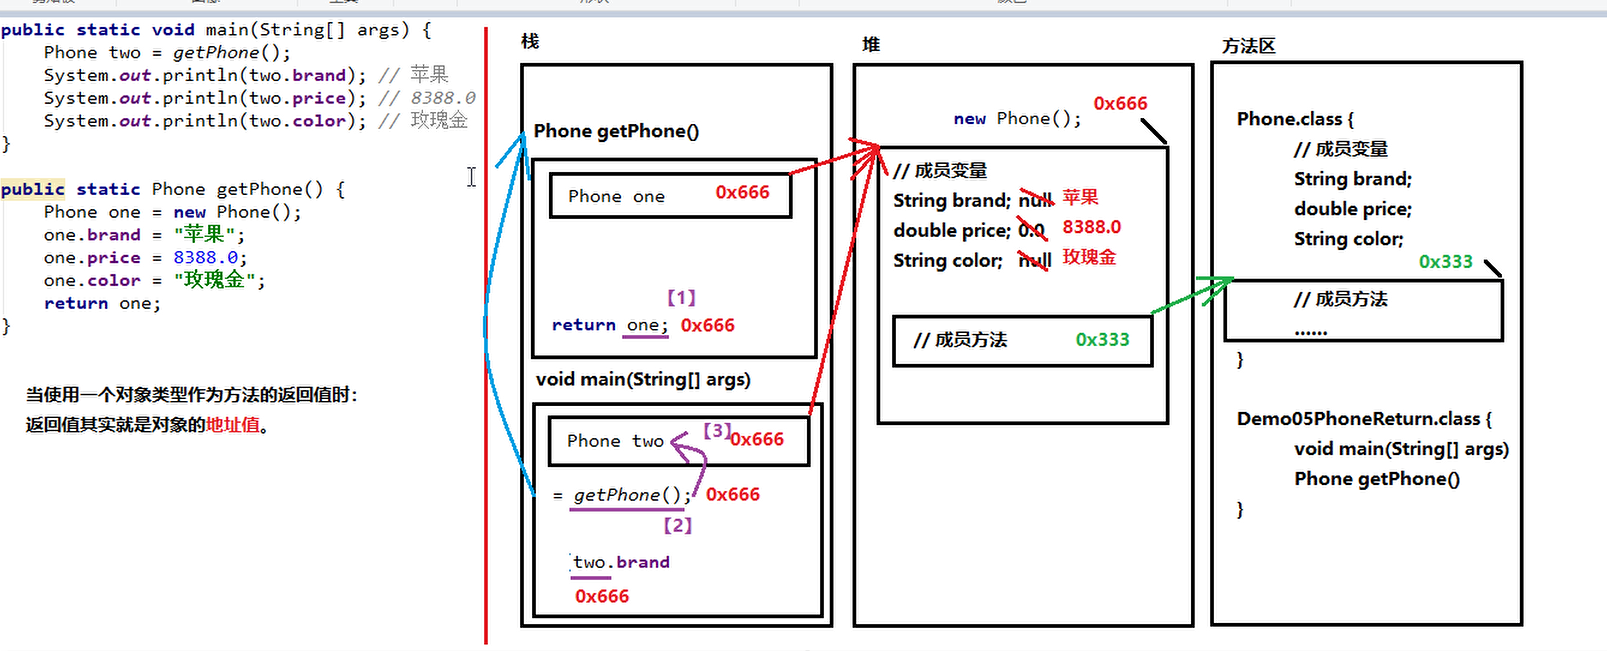 public static void main(String[] args) {
Phone two = getPhone();
System.out.println(two.brand); // 苹果
System.out.println(two.price); // 8388.0
System.out.println(two.color); // 玫瑰金
}
public static Phone getPhone() {
Phone one = new Phone();
one.brand = "苹果";
one.price = 8388.0;
one.color = "玫瑰金";
return one;
}
当使用一个对象类型作为方法的返回值时：
返回值其实就是对象的地址值。
栈
Phone getPhone()
Phone one 0x666
【1】
return one; 0x666
void main(String[] args)
Phone two 【3】 0x666
= getPhone(); 0x666
【2】
two.brand
0x666
堆
0x666
new Phone();
// 成员变量
String brand; null 苹果
double price; 0.0 8388.0
String color; null 玫瑰金
// 成员方法 0x333
方法区
Phone.class {
// 成员变量
String brand;
double price;
String color;
0x333
// 成员方法
......
}
Demo05PhoneReturn.class {
void main(String[] args)
Phone getPhone()
}